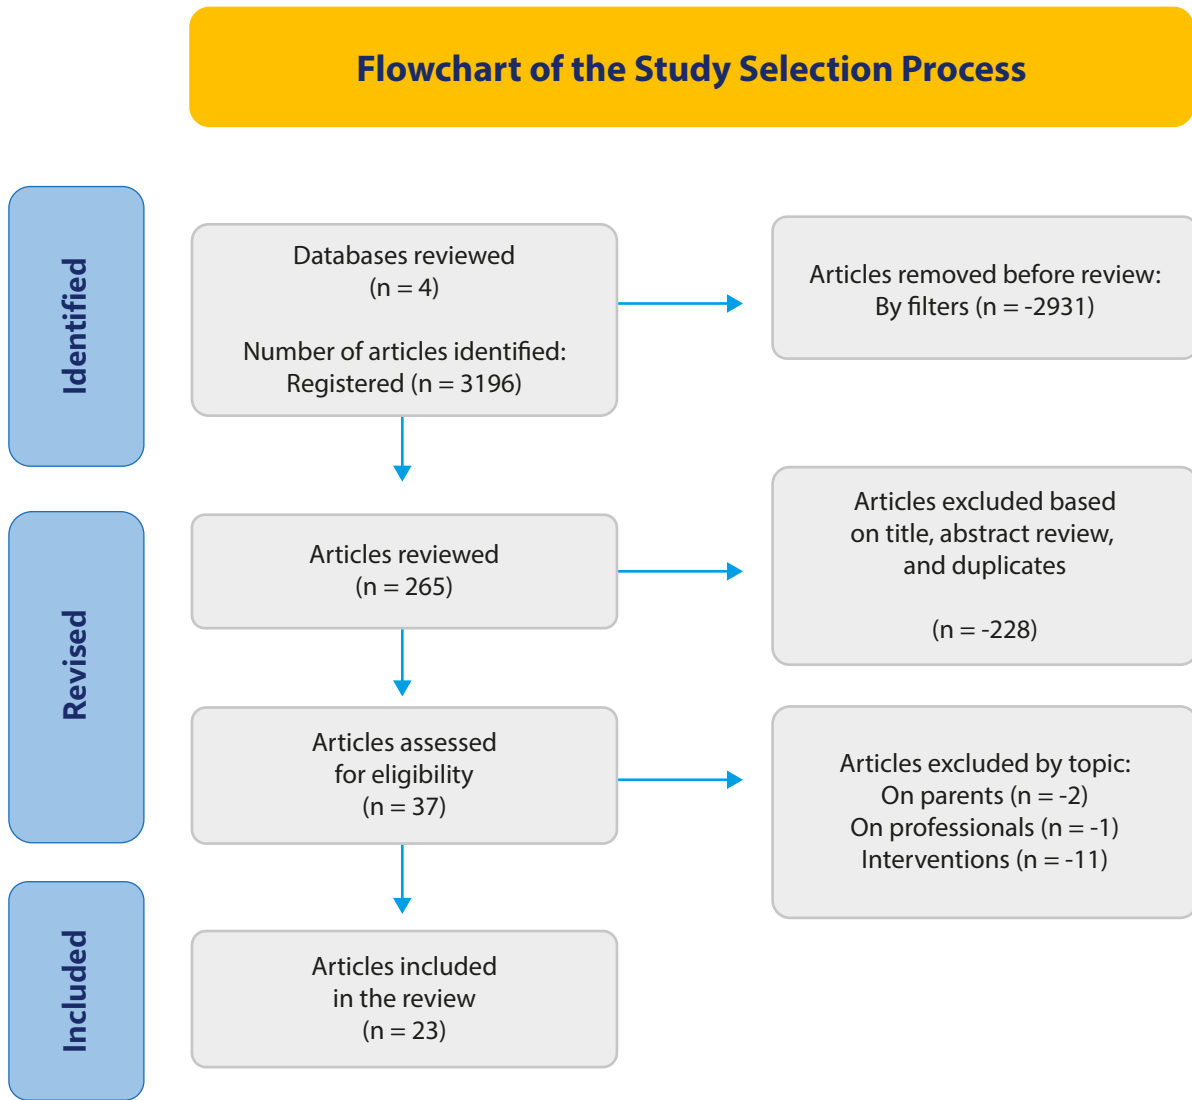 Flowchart of the Study Selection Process
Identified
Databases reviewed
(n = 4)
Number of articles identified:
Registered (n = 3196)
Articles removed before review:
By filters (n = -2931)
Revised
Articles reviewed
(n = 265)
Articles excluded based
on title, abstract review,
and duplicates
(n = -228)
Articles assessed
for eligibility
(n = 37)
Articles excluded by topic:
On parents (n = -2)
On professionals (n = -1)
Interventions (n = -11)
Included
Articles included
in the review
(n = 23)